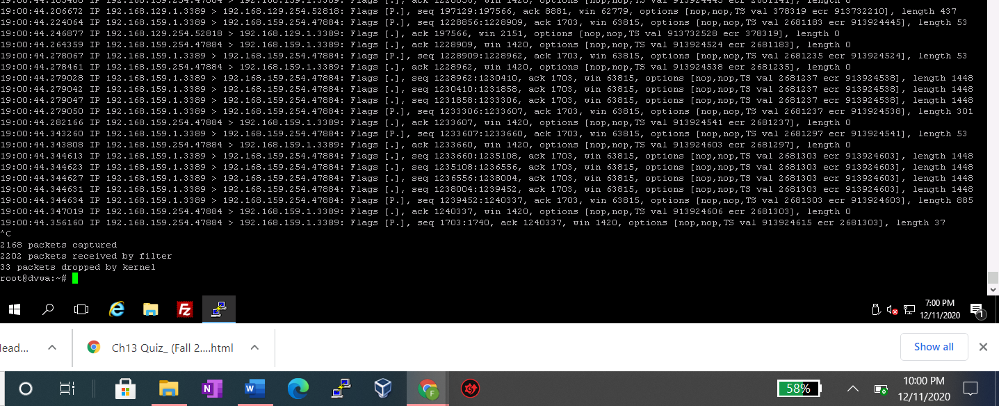 19:00:44.206672 IP 192.168.129.1.3389 > 192.168.129.254.52818: Flags [P.], seq 197129:197566, ack 8881, win 62779, options [nop,nop,TS val 378319 ecr 913732210], length 437
19:00:44.224064 IP 192.168.159.1.3389 > 192.168.159.254.47884: Flags [P.], seq 1228856:1228909, ack 1703, win 63815, options [nop,nop,TS val 2681183 ecr 913924445], length 53
19:00:44.246877 IP 192.168.129.254.52818 > 192.168.129.1.3389: Flags [.], ack 197566, win 2151, options [nop,nop,TS val 913732528 ecr 378319], length 0
19:00:44.264359 IP 192.168.159.254.47884 > 192.168.159.1.3389: Flags [.], ack 1228909, win 1420, options [nop,nop,TS val 913924524 ecr 2681183], length 0
19:00:44.278067 IP 192.168.159.1.3389 > 192.168.159.254.47884: Flags [P.], seq 1228909:1228962, ack 1703, win 63815, options [nop,nop,TS val 2681235 ecr 913924524], length 53
19:00:44.278461 IP 192.168.159.254.47884 > 192.168.159.1.3389: Flags [.], ack 1228962, win 1420, options [nop,nop,TS val 913924538 ecr 2681235], length 0
19:00:44.279028 IP 192.168.159.1.3389 > 192.168.159.254.47884: Flags [.], seq 1228962:1230410, ack 1703, win 63815, options [nop,nop,TS val 2681237 ecr 913924538], length 1448
19:00:44.279042 IP 192.168.159.1.3389 > 192.168.159.254.47884: Flags [.], seq 1230410:1231858, ack 1703, win 63815, options [nop,nop,TS val 2681237 ecr 913924538], length 1448
19:00:44.279047 IP 192.168.159.1.3389 > 192.168.159.254.47884: Flags [.], seq 1231858:1233306, ack 1703, win 63815, options [nop,nop,TS val 2681237 ecr 913924538], length 1448
19:00:44.279050 IP 192.168.159.1.3389 > 192.168.159.254.47884: Flags [P.], seq 1233306:1233607, ack 1703, win 63815, options [nop,nop,TS val 2681237 ecr 913924538], length 301
19:00:44.282166 IP 192.168.159.254.47884 > 192.168.159.1.3389: Flags [.], ack 1233607, win 1420, options [nop,nop,TS val 913924541 ecr 2681237], length 0
19:00:44.343260 IP 192.168.159.1.3389 > 192.168.159.254.47884: Flags [P.], seq 1233607:1233660, ack 1703, win 63815, options [nop,nop,TS val 2681297 ecr 913924541], length 53
19:00:44.343808 IP 192.168.159.254.47884 > 192.168.159.1.3389: Flags [.], ack 1233660, win 1420, options [nop,nop,TS val 913924603 ecr 2681297], length 0
19:00:44.344613 IP 192.168.159.1.3389 > 192.168.159.254.47884: Flags [.], seq 1233660:1235108, ack 1703, win 63815, options [nop,nop,TS val 2681303 ecr 913924603], length 1448
19:00:44.344623 IP 192.168.159.1.3389 > 192.168.159.254.47884: Flags [.], seq 1235108:1236556, ack 1703, win 63815, options [nop,nop,TS val 2681303 ecr 913924603], length 1448
19:00:44.344627 IP 192.168.159.1.3389 > 192.168.159.254.47884: Flags [.], seq 1236556:1238004, ack 1703, win 63815, options [nop,nop,TS val 2681303 ecr 913924603], length 1448
19:00:44.344631 IP 192.168.159.1.3389 > 192.168.159.254.47884: Flags [.], seq 1238004:1239452, ack 1703, win 63815, options [nop,nop,TS val 2681303 ecr 913924603], length 1448
19:00:44.344634 IP 192.168.159.1.3389 > 192.168.159.254.47884: Flags [P.], seq 1239452:1240337, ack 1703, win 63815, options [nop,nop,TS val 2681303 ecr 913924603], length 885
19:00:44.347019 IP 192.168.159.254.47884 > 192.168.159.1.3389: Flags [.], ack 1240337, win 1420, options [nop,nop,TS val 913924606 ecr 2681303], length 0
19:00:44.356160 IP 192.168.159.254.47884 > 192.168.159.1.3389: Flags [P.], seq 1703:1740, ack 1240337, win 1420, options [nop,nop,TS val 913924615 ecr 2681303], length 37
^C
2168 packets captured
2202 packets received by filter
33 packets dropped by kernel
root@dvwa:~#
7:00 PM
12/11/2020
1
Fz
lead...
Ch13 Quiz_ (Fall 2....html
Show all
58%
10:00 PM
12/11/2020